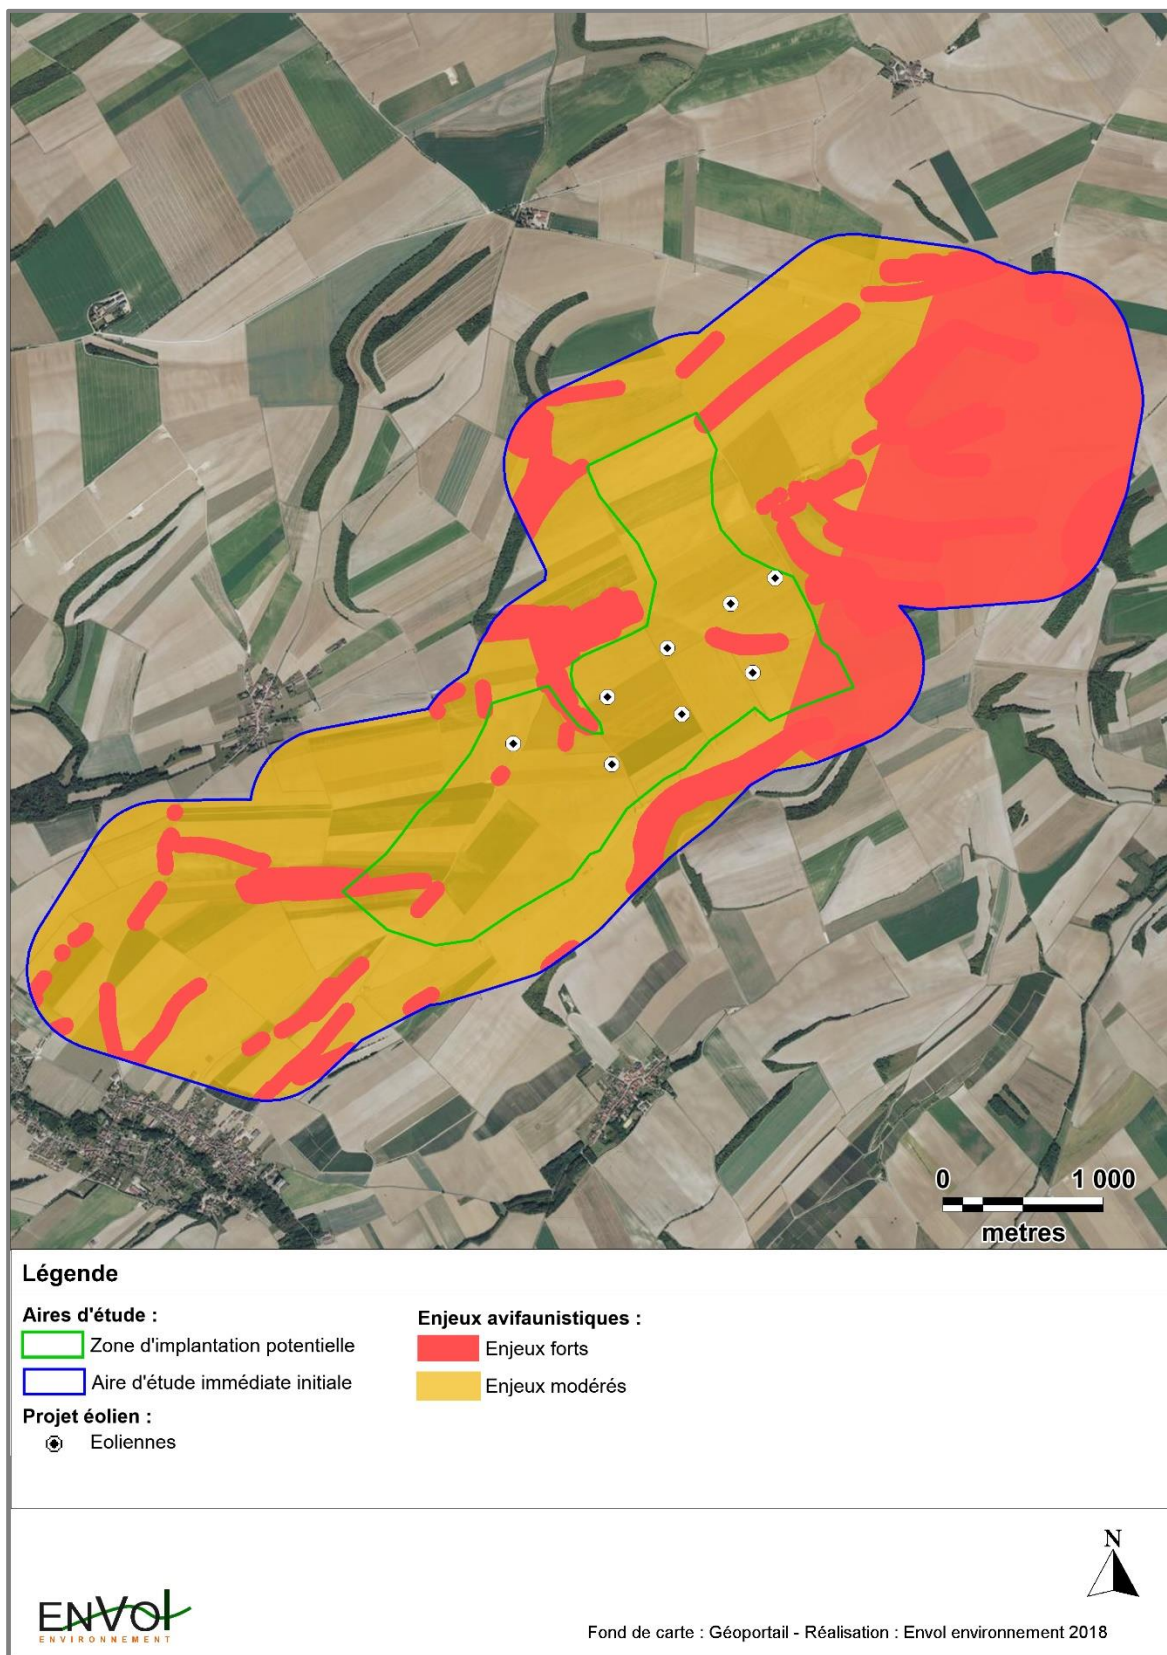 0 1 000
metres
Légende
Aires d'étude :
Zone d'implantation potentielle
Aire d'étude immédiate initiale
Projet éolien :
Eoliennes
Enjeux avifaunistiques :
Enjeux forts
Enjeux modérés
N
ENVOl
ENVIRONNEMENT
Fond de carte : Géoportail - Réalisation : Envol environnement 2018